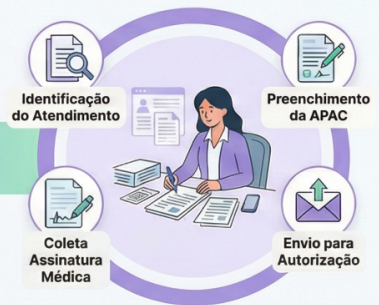 Identificação
do Atendimento
Preenchimento
da APAC
Coleta
Assinatura
Médica
Envio para
Autorização